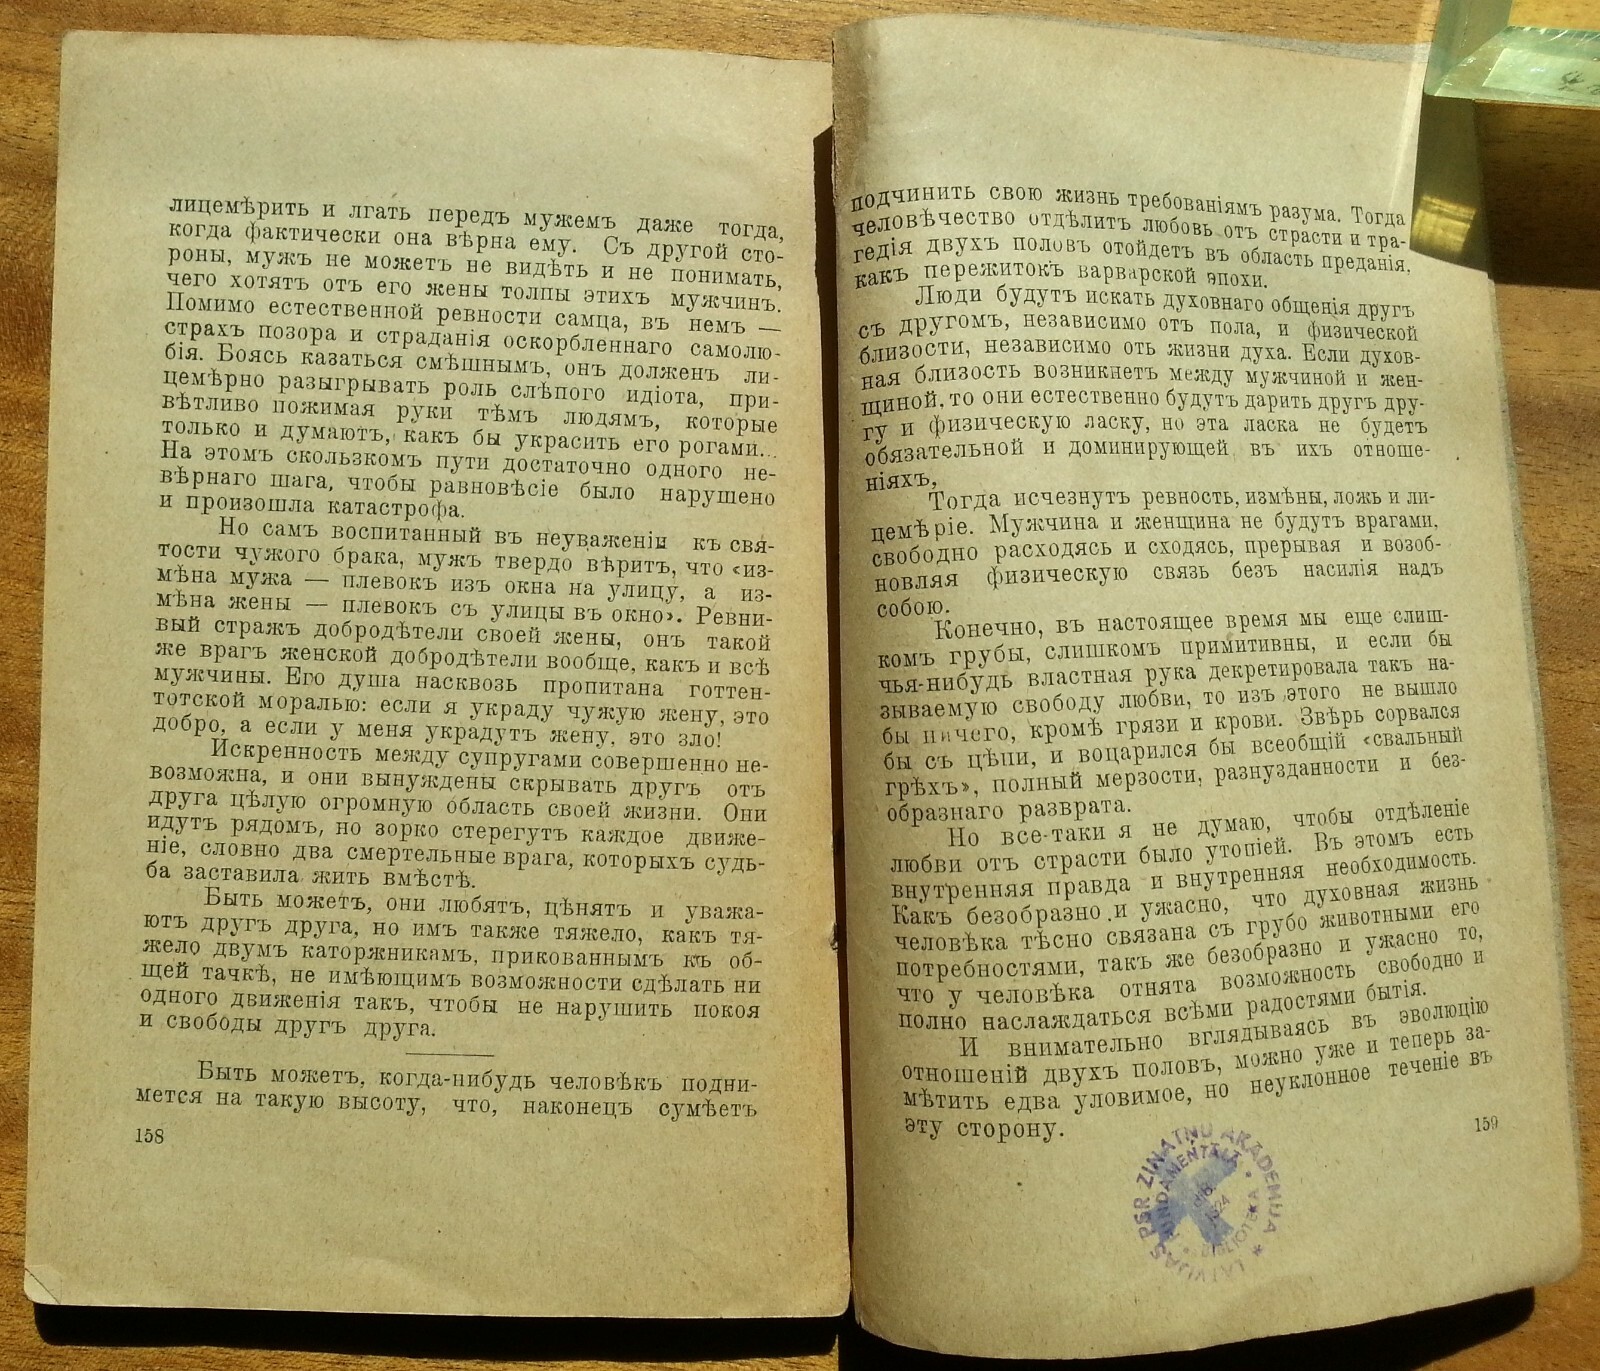 лицемѣрить и лгать передъ мужемъ даже тогда,
когда фактически она вѣрна ему. Съ другой сто-
роны, мужъ не можетъ не видѣть и не понимать,
чего хотятъ отъ его жены толпы этихъ мужчинъ.
Помимо естественной ревности самца, въ немъ —
страхъ позора и страданія оскорбленнаго самолю-
бія. Боясь казаться смѣшнымъ, онъ долженъ ли-
цемѣрно разыгрывать роль слѣпого идіота, при-
вѣтливо пожимая руки тѣмъ людямъ, которые
только и думаютъ, какъ бы украсить его рогами...
На этомъ скользкомъ пути достаточно одного не-
вѣрнаго шага, чтобы равновѣсіе было нарушено
и произошла катастрофа.
Но самъ воспитанный въ неуваженіи къ свя-
тости чужого брака, мужъ твердо вѣритъ, что «из-
мѣна мужа — плевокъ изъ окна на улицу, а из-
мѣна жены — плевокъ съ улицы въ окно». Ревни-
вый стражъ добродѣтели своей жены, онъ такой
же врагъ женской добродѣтели вообще, какъ и всѣ
мужчины. Его душа насквозь пропитана готтен-
тотской моралью: если я украду чужую жену, это
добро, а если у меня украдутъ жену, это зло!
Искренность между супругами совершенно не-
возможна, и они вынуждены скрывать другъ отъ
друга цѣлую огромную область своей жизни. Они
идутъ рядомъ, но зорко стерегутъ каждое движе-
ніе, словно два смертельные врага, которыхъ судь-
ба заставила жить вмѣстѣ.
Быть можетъ, они любятъ, цѣнятъ и уважа-
ютъ другъ друга, но имъ также тяжело, какъ тя-
жело двумъ каторжникамъ, прикованнымъ къ об-
щей тачкѣ, не имѣющимъ возможности сдѣлать ни
одного движенія такъ, чтобы не нарушить покоя
и свободы другъ друга.
Быть можетъ, когда-нибудь человѣкъ подни-
мется на такую высоту, что, наконецъ сумѣетъ
158
подчинить свою жизнь требованіямъ разума. Тогда
человѣчество отдѣлитъ любовь отъ страсти и тра-
гедія двухъ половъ отойдетъ въ область преданія,
какъ пережитокъ варварской эпохи.
Люди будутъ искать духовнаго общенія другъ
съ другомъ, независимо отъ пола, и физической
близости, независимо оть жизни духа. Если духов-
ная близость возникнетъ между мужчиной и жен-
щиной, то они естественно будутъ дарить другъ дру-
гу и физическую ласку, но эта ласка не будетъ
обязательной и доминирующей въ ихъ отноше-
ніяхъ,
Тогда исчезнутъ ревность, измѣны, ложь и ли-
цемѣріе. Мужчина и женщина не будутъ врагами,
свободно расходясь и сходясь, прерывая и возоб-
новляя физическую связь безъ насилія надъ
собою.
Конечно, въ настоящее время мы еще слиш-
комъ грубы, слишкомъ примитивны, и если бы
чья-нибудь властная рука декретировала такъ на-
зываемую свободу любви, то изъ этого не вышло
бы ничего, кромѣ грязи и крови. Звѣрь сорвался
бы съ цѣпи, и воцарился бы всеобщій «свальный
грѣхъ», полный мерзости, разнузданности и без-
образнаго разврата.
Но все-таки я не думаю, чтобы отдѣленіе
любви отъ страсти было утопіей. Въ этомъ есть
внутренняя правда и внутренняя необходимость.
Какъ безобразно и ужасно, что духовная жизнь
человѣка тѣсно связана съ грубо животными его
потребностями, такъ же безобразно и ужасно то,
что у человѣка отнята возможность свободно и
полно наслаждаться всѣми радостями бытія.
И внимательно вглядываясь въ эволюцію
отношеній двухъ половъ, можно уже и теперь за-
мѣтить едва уловимое, но неуклонное теченіе въ
эту сторону.
159
LATVIJAS PSR ZINATŅU AKADEMIJA *
FUNDAMENTALĀ
BIBLIOTEKA